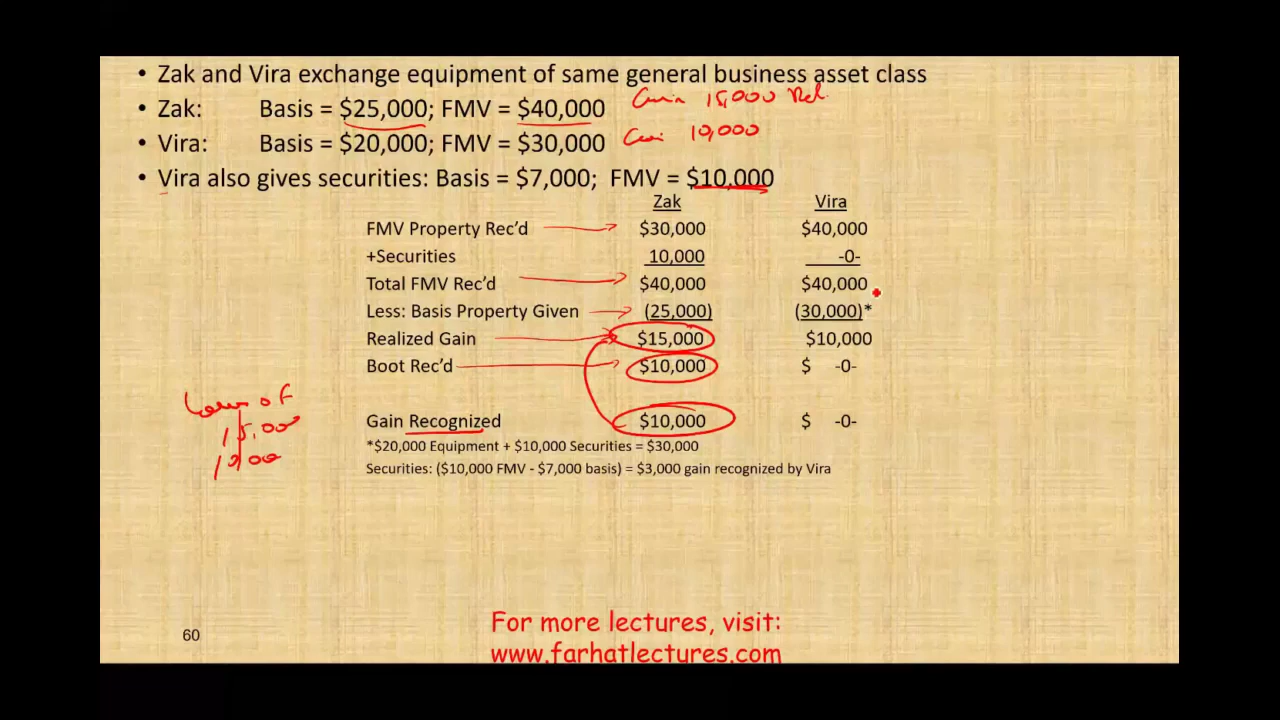 • Zak and Vira exchange equipment of same general business asset class
• Zak: Basis = $25,000; FMV = $40,000 Gain 15,000
• Vira: Basis = $20,000; FMV = $30,000 10,000
• Vira also gives securities: Basis = $7,000; FMV = $10,000
Zak Vira
FMV Property Rec’d $30,000 $40,000
+Securities 10,000 -0-
Total FMV Rec’d $40,000 $40,000
Less: Basis Property Given (25,000) (30,000)*
Realized Gain $15,000 $10,000
Boot Rec’d $10,000 $ -0-
of
15,000
Gain Recognized $10,000 $ -0-
*$20,000 Equipment + $10,000 Securities = $30,000
Securities: ($10,000 FMV - $7,000 basis) = $3,000 gain recognized by Vira
For more lectures, visit:
www.farhatlectures.com
60